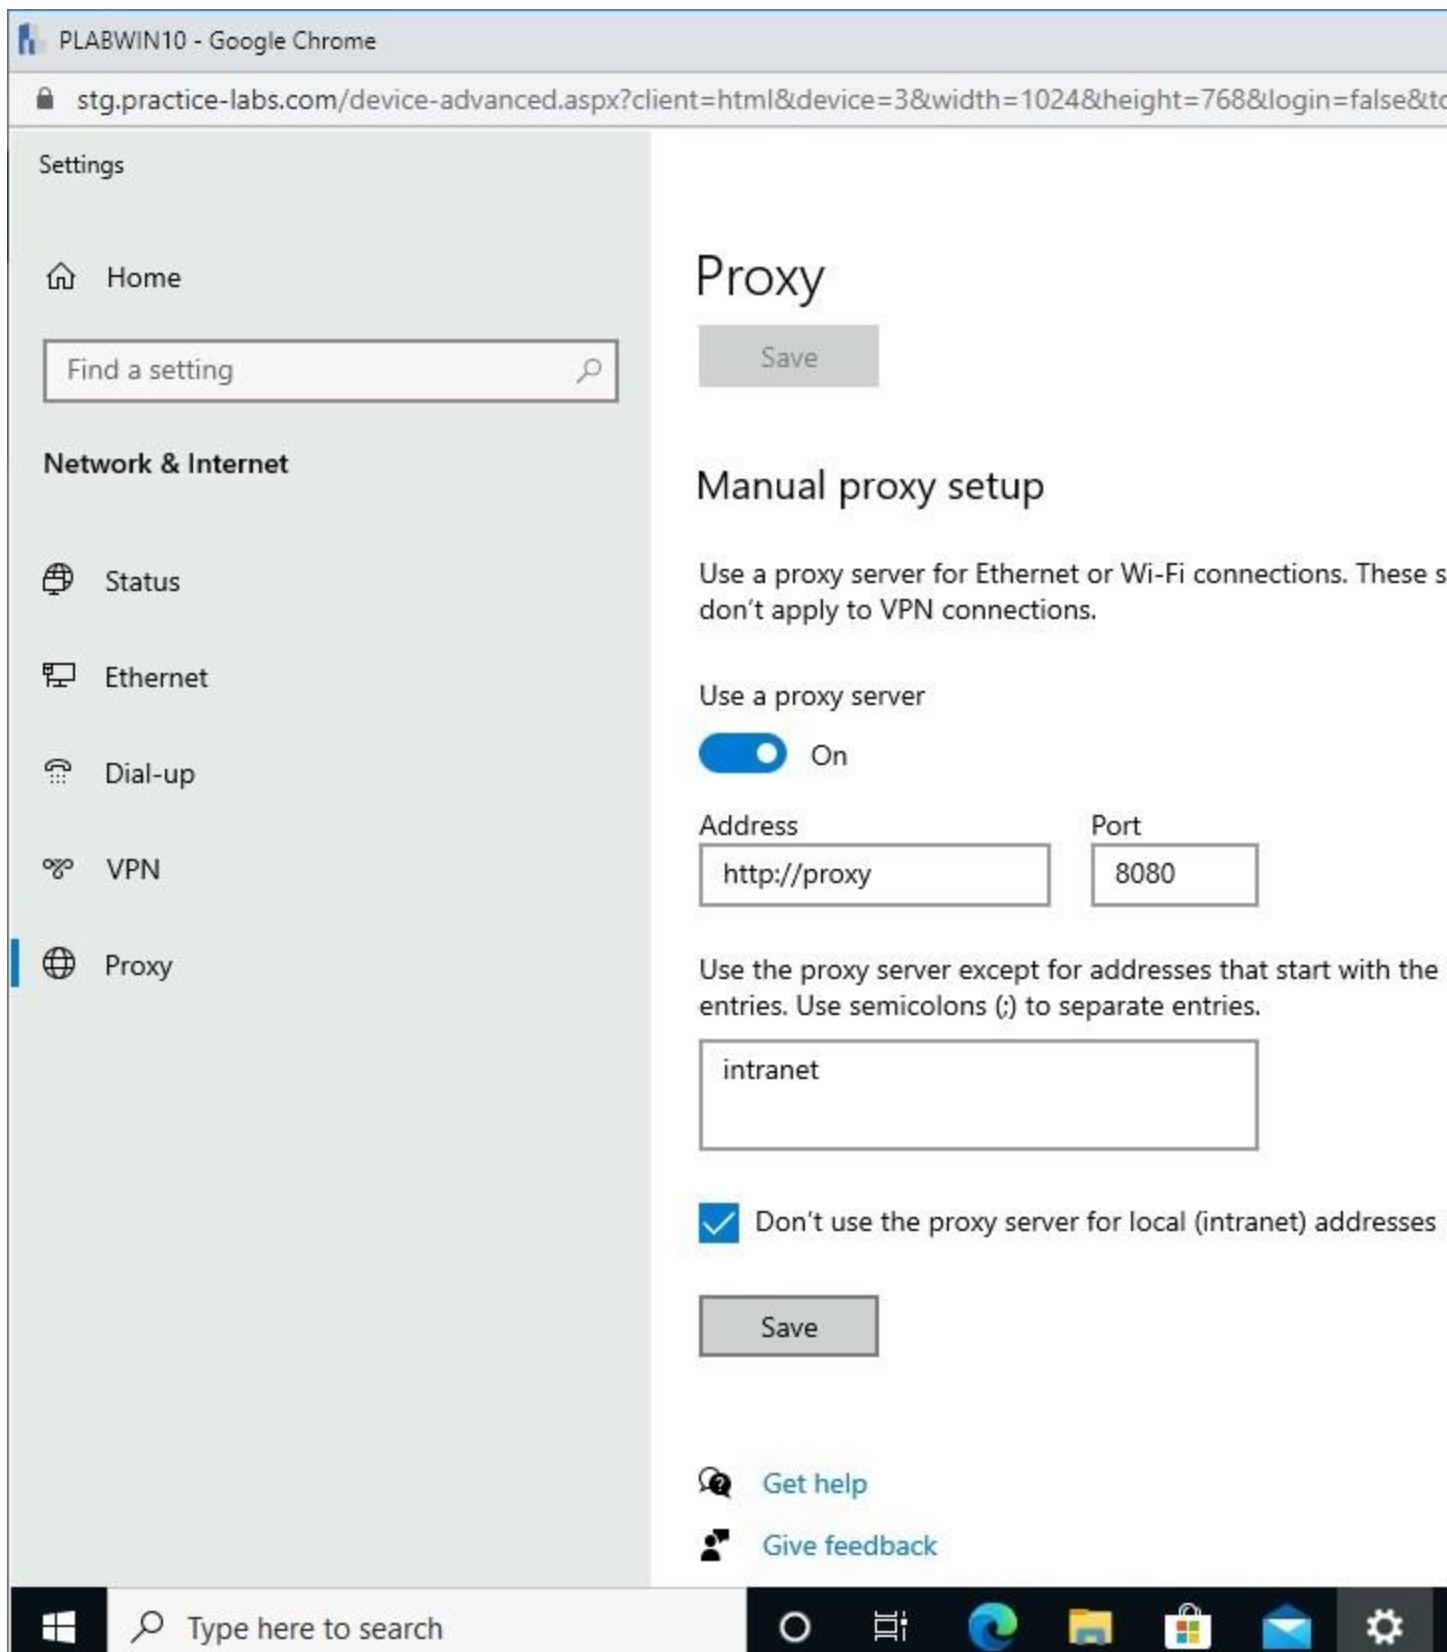 PLABWIN10 - Google Chrome
stg.practice-labs.com/device-advanced.aspx?client=html&device=3&width=1024&height=768&login=false&to
Settings
Home
Find a setting
Network & Internet
Status
Ethernet
Dial-up
VPN
Proxy
Proxy
Save
Manual proxy setup
Use a proxy server for Ethernet or Wi-Fi connections. These s
don't apply to VPN connections.
Use a proxy server
On
Address Port
http://proxy 8080
Use the proxy server except for addresses that start with the
entries. Use semicolons (;) to separate entries.
intranet
Don't use the proxy server for local (intranet) addresses
Save
Get help
Give feedback
Type here to search